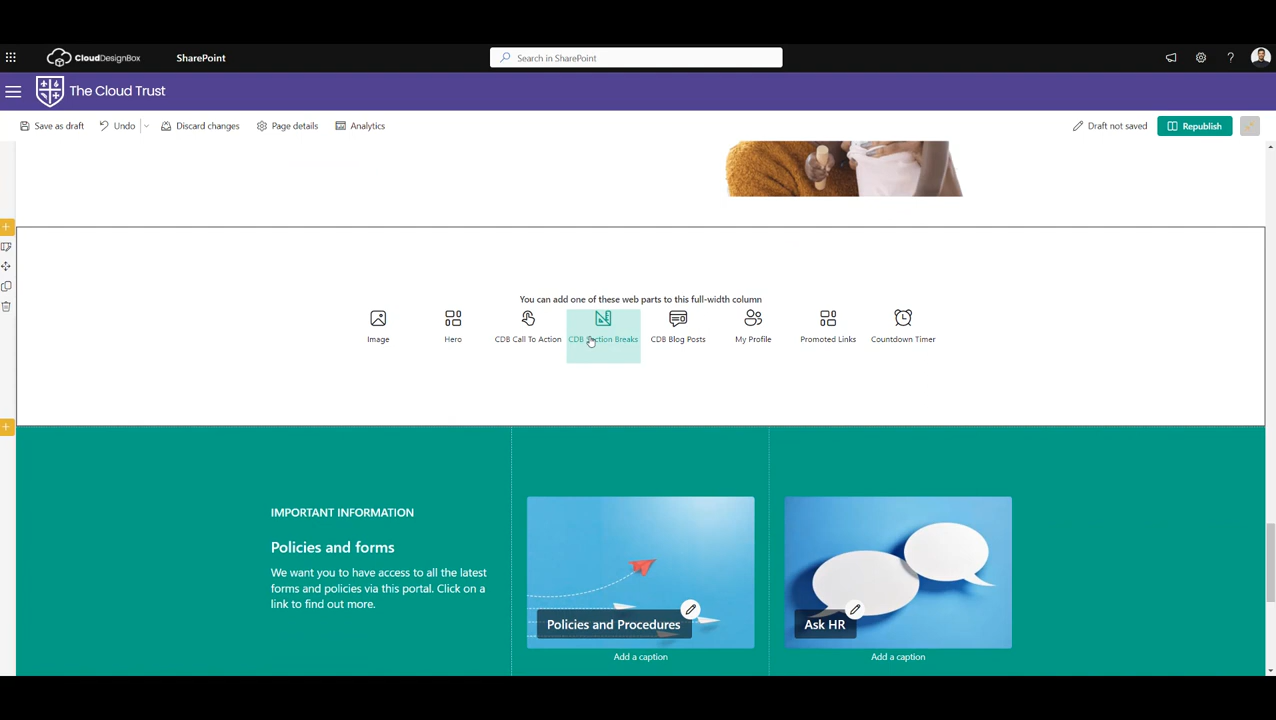 CloudDesignBox
SharePoint
Search in SharePoint
The Cloud Trust
Save as draft
Undo
Discard changes
Page details
Analytics
Draft not saved
Republish
You can add one of these web parts to this full-width column
Image
Hero
CDB Call To Action
CDB Section Breaks
CDB Blog Posts
My Profile
Promoted Links
Countdown Timer
IMPORTANT INFORMATION
Policies and forms
We want you to have access to all the latest
forms and policies via this portal. Click on a
link to find out more.
Policies and Procedures
Add a caption
Ask HR
Add a caption